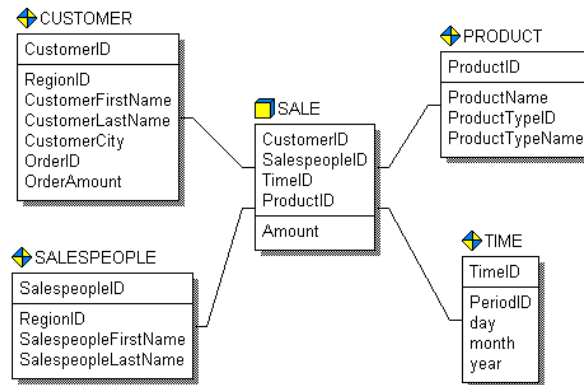 CUSTOMER
CustomerID
RegionID
CustomerFirstName
CustomerLastName
CustomerCity
OrderID
OrderAmount
SALESPEOPLE
SalespeopleID
RegionID
SalespeopleFirstName
SalespeopleLastName
SALE
CustomerID
SalespeopleID
TimeID
ProductID
Amount
PRODUCT
ProductID
ProductName
ProductTypeID
ProductTypeName
TIME
TimeID
PeriodID
day
month
year